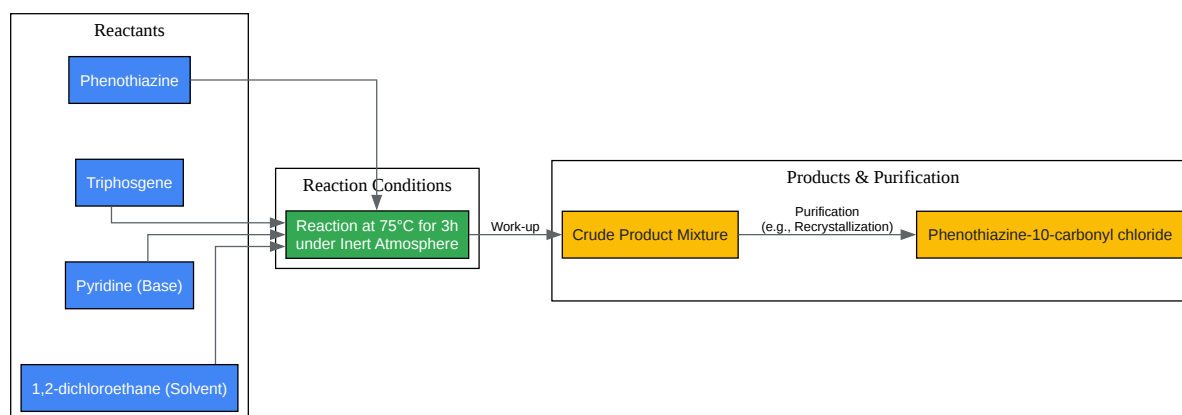 Reactants
Phenothiazine
Triphosgene
Pyridine (Base)
1,2-dichloroethane (Solvent)
Reaction Conditions
Reaction at 75°C for 3h
under Inert Atmosphere
Work-up
Products & Purification
Crude Product Mixture
Purification
(e.g., Recrystallization)
Phenothiazine-10-carbonyl chloride